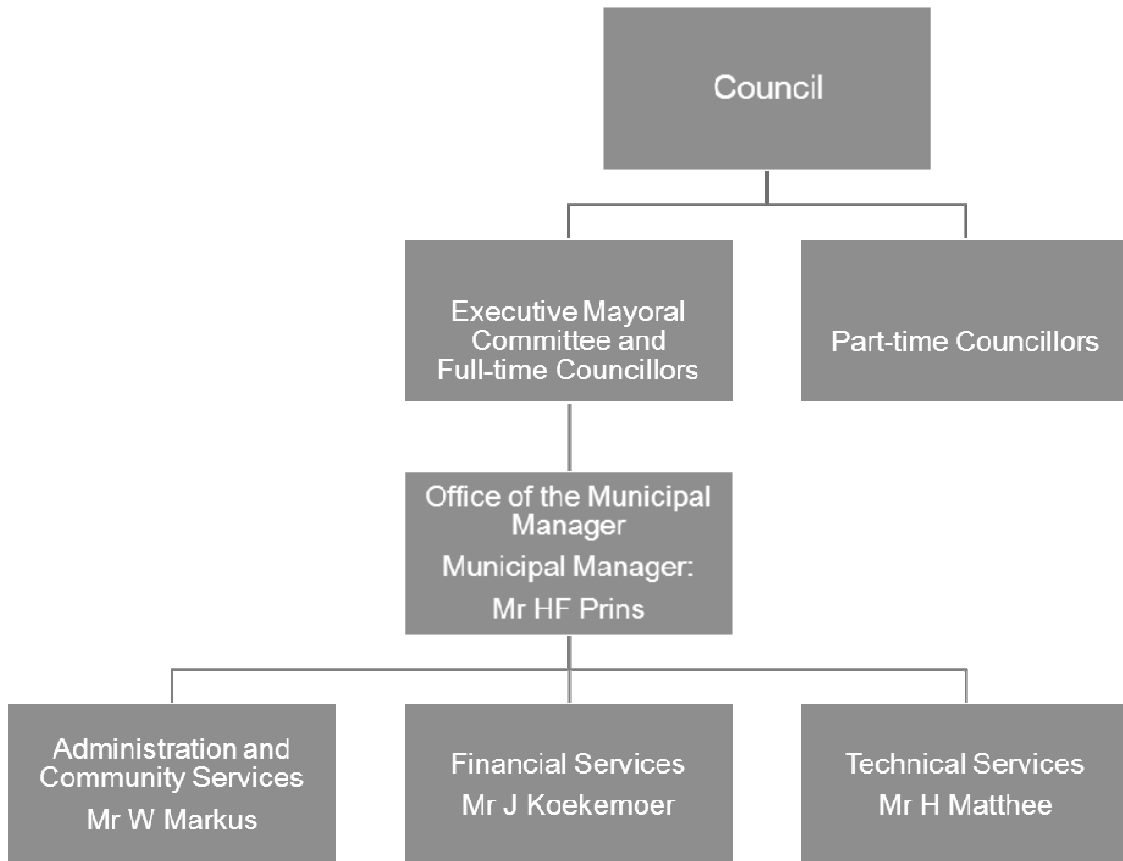 Council
Executive Mayoral
Committee and
Full-time Councillors
Part-time Councillors
Office of the Municipal
Manager
Municipal Manager:
Mr HF Prins
Administration and
Community Services
Mr W Markus
Financial Services
Mr J Koekemoer
Technical Services
Mr H Matthee